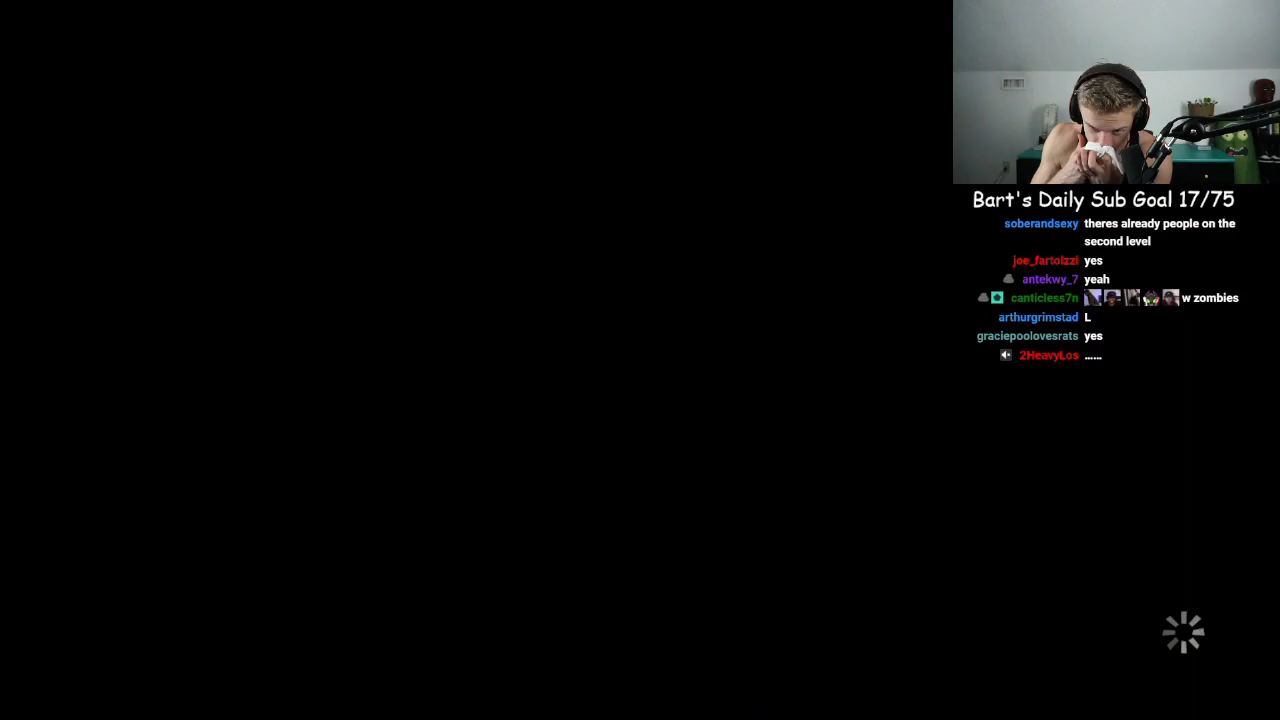 Bart's Daily Sub Goal 17/75
soberandsexy theres already people on the
second level
joe_fartolzzi yes
antekwy_7 yeah
canticless7n w zombies
arthurgrimstad L
graciepoolovesrats yes
2HeavyLos ......